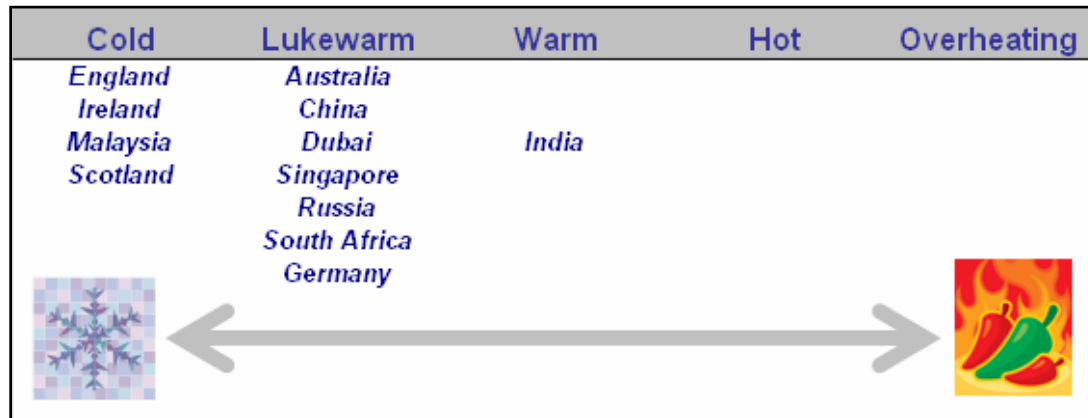 Cold Lukewarm Warm Hot Overheating
England Australia
Ireland China
Malaysia Dubai India
Scotland Singapore
Russia
South Africa
Germany